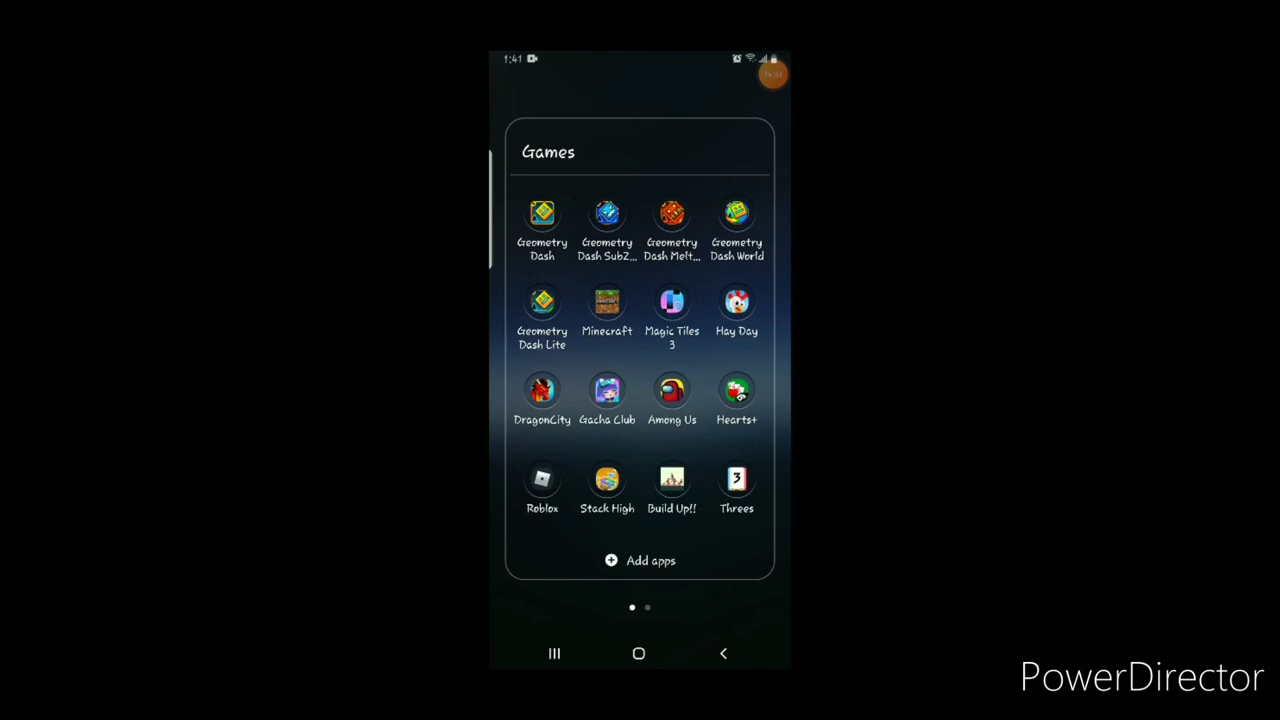 1:41
Games
Geometry Dash
Geometry Dash SubZ...
Geometry Dash Melt...
Geometry Dash World
Geometry Dash Lite
Minecraft
Magic Tiles 3
Hay Day
DragonCity
Gacha Club
Among Us
Hearts+
Roblox
Stack High
Build Up!!
3
Threes
Add apps
PowerDirector